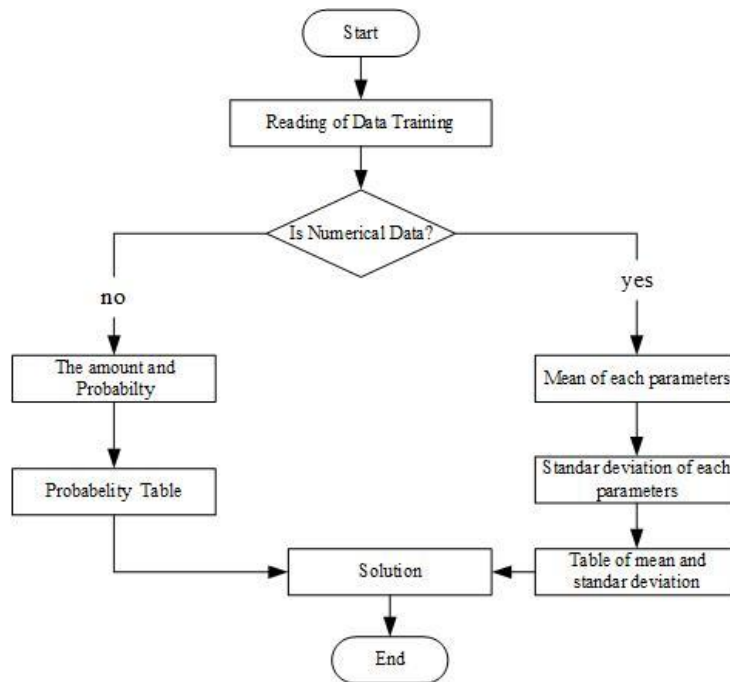 Start
Reading of Data Training
Is Numerical Data?
no
yes
The amount and
Probabilty
Mean of each parameters
Probabelity Table
Standar deviation of each
parameters
Solution
Table of mean and
standar deviation
End